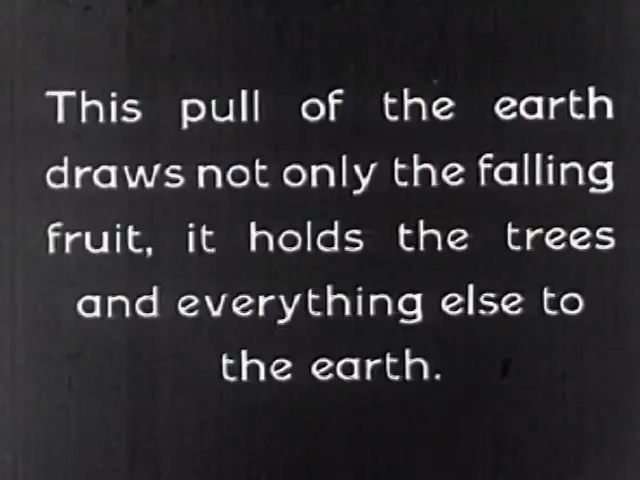 This pull of the earth
draws not only the falling
fruit, it holds the trees
and everything else to
the earth.